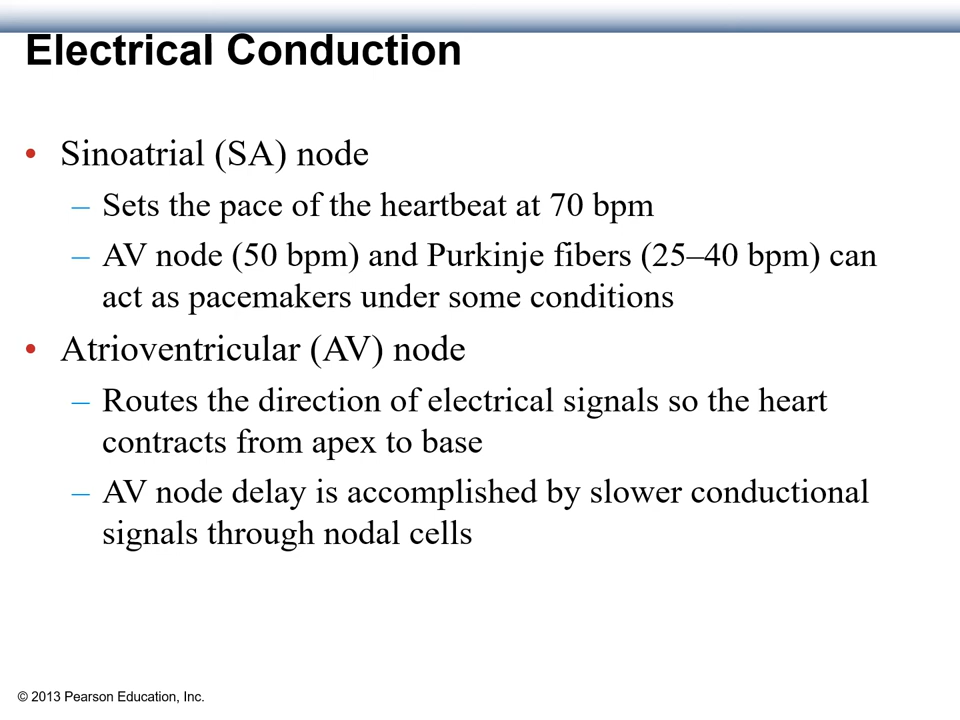 Electrical Conduction
• Sinoatrial (SA) node
– Sets the pace of the heartbeat at 70 bpm
– AV node (50 bpm) and Purkinje fibers (25–40 bpm) can
act as pacemakers under some conditions
• Atrioventricular (AV) node
– Routes the direction of electrical signals so the heart
contracts from apex to base
– AV node delay is accomplished by slower conductional
signals through nodal cells
© 2013 Pearson Education, Inc.